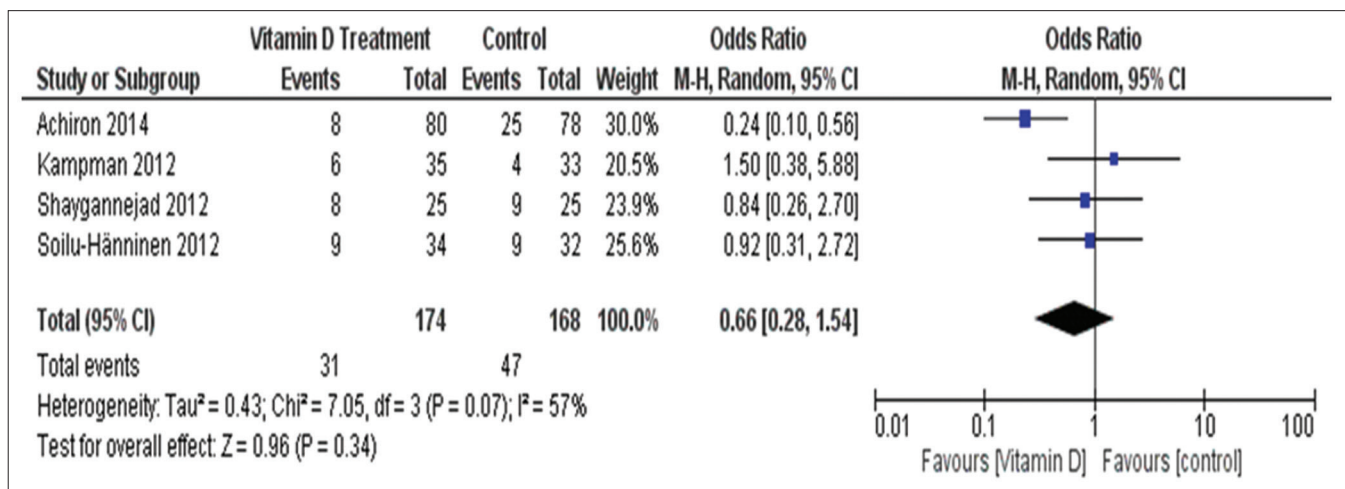 Vitamin D Treatment Control Odds Ratio Odds Ratio
Study or Subgroup Events Total Events Total Weight M-H, Random, 95% CI M-H, Random, 95% CI
Achiron 2014 8 80 25 78 30.0% 0.24 [0.10, 0.56]
Kampman 2012 6 35 4 33 20.5% 1.50 [0.38, 5.88]
Shaygannejad 2012 8 25 9 25 23.9% 0.84 [0.26, 2.70]
Soilu-Hänninen 2012 9 34 9 32 25.6% 0.92 [0.31, 2.72]
Total (95% CI) 174 168 100.0% 0.66 [0.28, 1.54]
Total events 31 47
Heterogeneity: Tau² = 0.43; Chi² = 7.05, df = 3 (P = 0.07); I² = 57%
Test for overall effect: Z = 0.96 (P = 0.34)
0.01 0.1 1 10 100
Favours [Vitamin D] Favours [control]